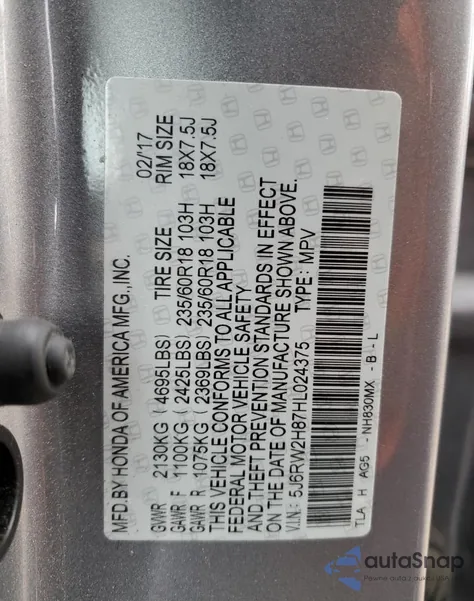 MFD.BY HONDA OF AMERICA MFG.,INC. 02/17
GVWR 2130KG (4695LBS) TIRE SIZE RIM SIZE
GAWR F 1100KG (2425LBS) 235/60R18 103H 18X7.5J
GAWR R 1075KG (2369LBS) 235/60R18 103H 18X7.5J
THIS VEHICLE CONFORMS TO ALL APPLICABLE
FEDERAL MOTOR VEHICLE SAFETY
AND THEFT PREVENTION STANDARDS IN EFFECT
ON THE DATE OF MANUFACTURE SHOWN ABOVE.
V.I.N: 5J6RW2H87HL024375 TYPE: MPV
TLA H AG5 -NH830MX -B-L
autoSnap